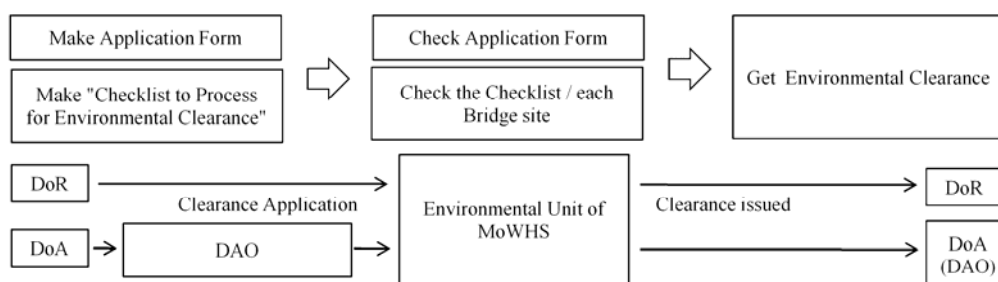 Make Application Form
Make "Checklist to Process
for Environmental Clearance"
Check Application Form
Check the Checklist / each
Bridge site
Get Environmental Clearance
DoR
Clearance Application
DoA
DAO
Environmental Unit of
MoWHS
Clearance issued
DoR
DoA
(DAO)